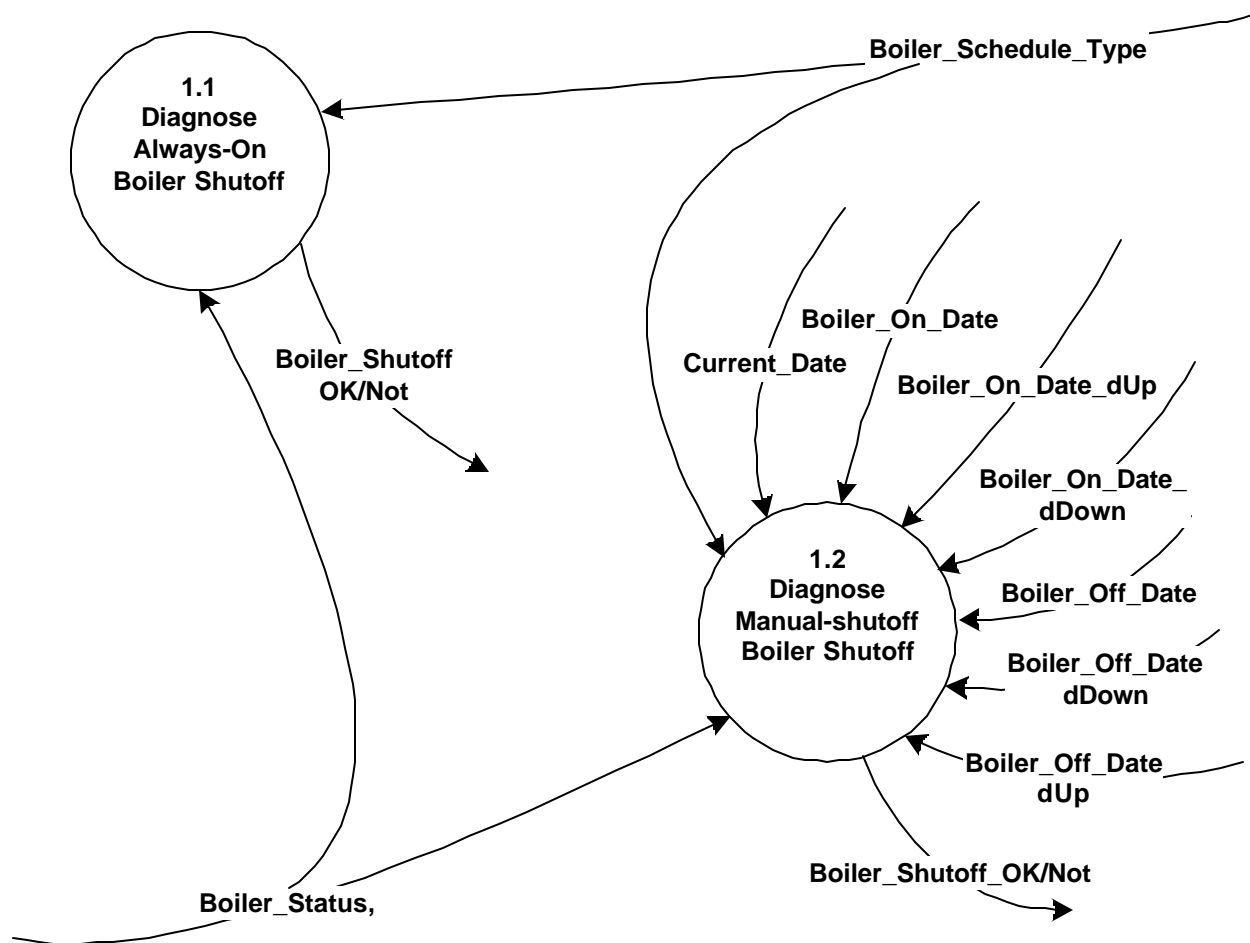 Boiler_Schedule_Type
1.1
Diagnose
Always-On
Boiler Shutoff
Boiler_Shutoff
OK/Not
Current_Date
Boiler_On_Date
Boiler_On_Date_dUp
Boiler_On_Date_
dDown
Boiler_Off_Date
Boiler_Off_Date
dDown
Boiler_Off_Date
dUp
1.2
Diagnose
Manual-shutoff
Boiler Shutoff
Boiler_Shutoff_OK/Not
Boiler_Status,